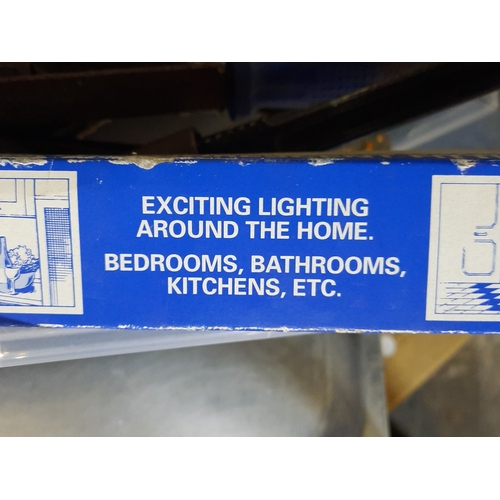 EXCITING LIGHTING
AROUND THE HOME.
BEDROOMS, BATHROOMS,
KITCHENS, ETC.